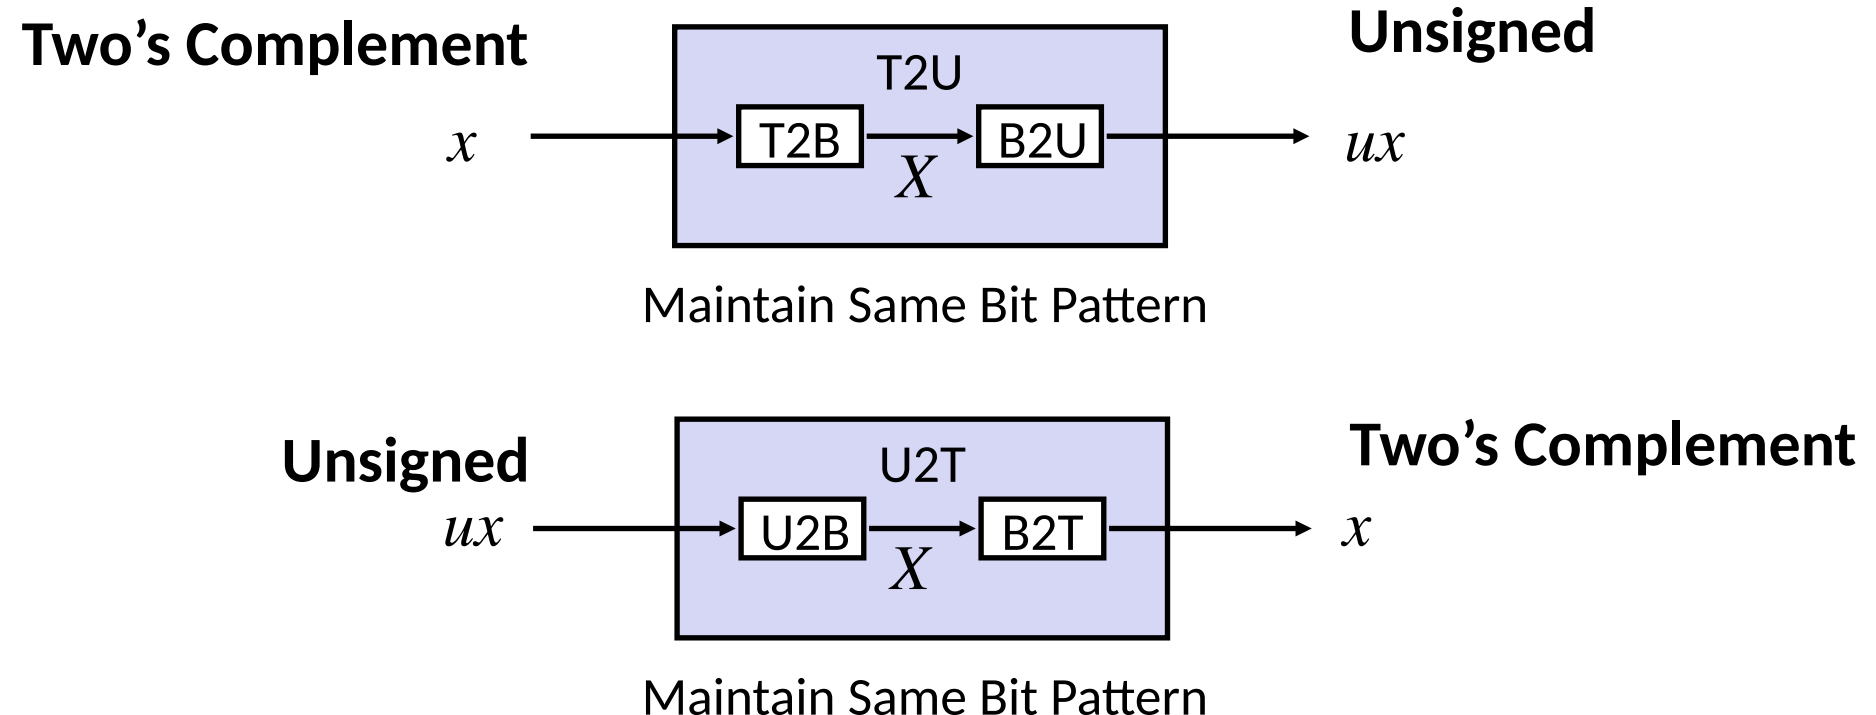 Two’s Complement
Unsigned
T2U
x
T2B
X
B2U
ux
Maintain Same Bit Pattern
Unsigned
Two’s Complement
U2T
ux
U2B
X
B2T
x
Maintain Same Bit Pattern